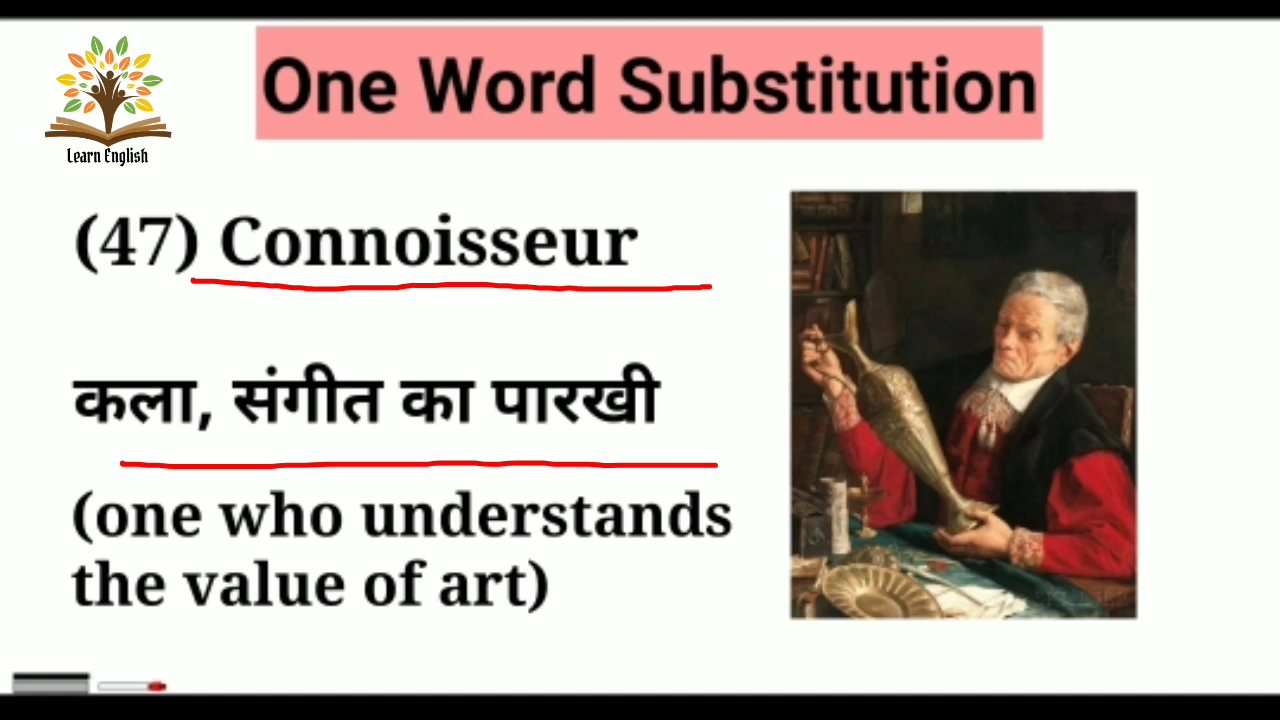 Learn English
One Word Substitution
(47) Connoisseur
कला, संगीत का पारखी
(one who understands
the value of art)